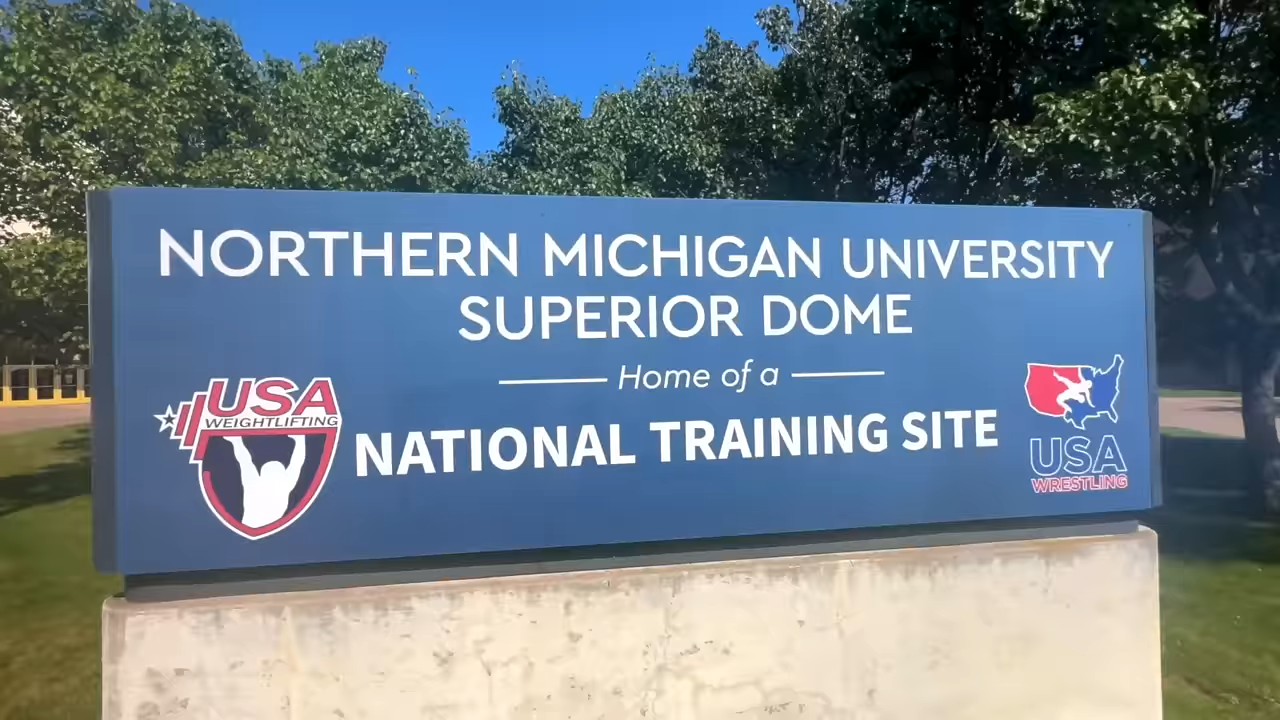 NORTHERN MICHIGAN UNIVERSITY
SUPERIOR DOME
Home of a
NATIONAL TRAINING SITE
USA
WEIGHTLIFTING
USA
WRESTLING